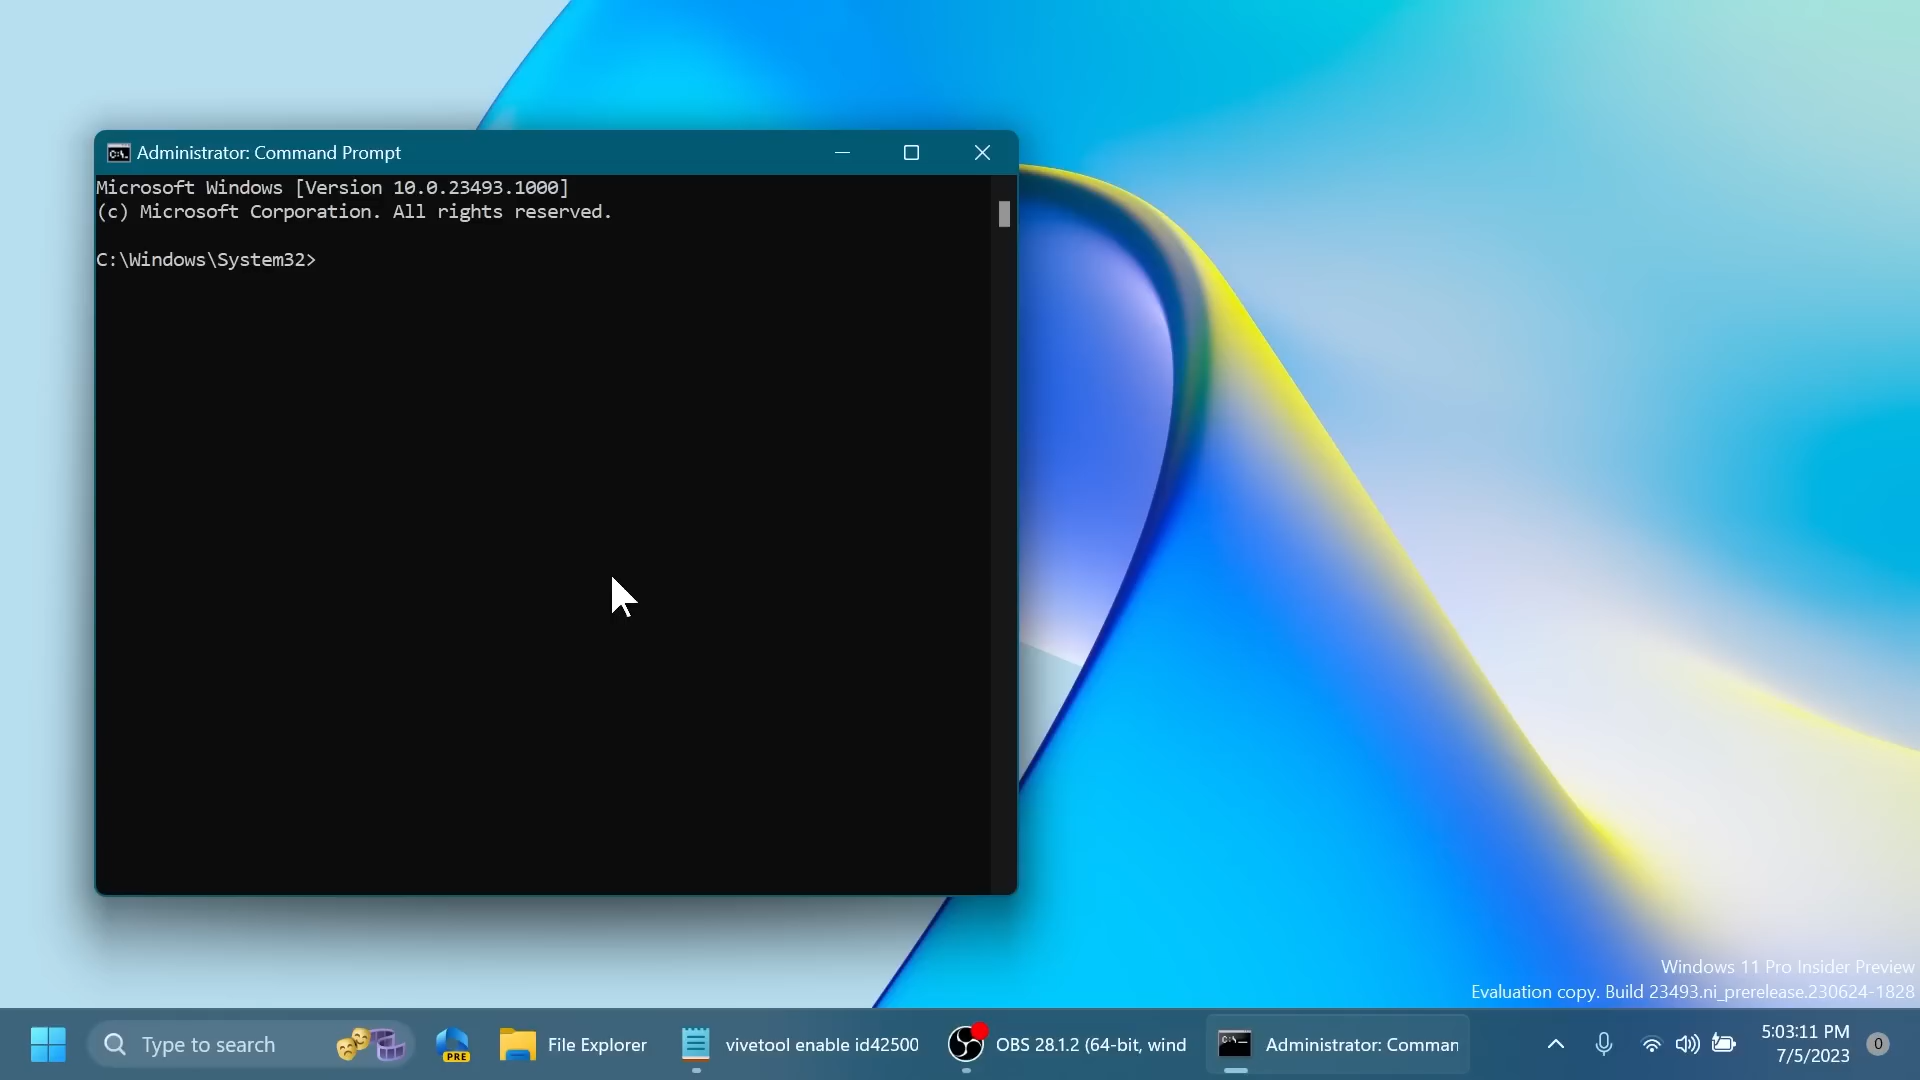 Administrator: Command Prompt
Microsoft Windows [Version 10.0.23493.1000]
(c) Microsoft Corporation. All rights reserved.
C:\Windows\System32>
Windows 11 Pro Insider Preview
Evaluation copy. Build 23493.ni_prerelease.230624-1828
Type to search
PRE
File Explorer
vivetool enable id42500
OBS 28.1.2 (64-bit, wind
Administrator: Comman
5:03:11 PM
7/5/2023
0